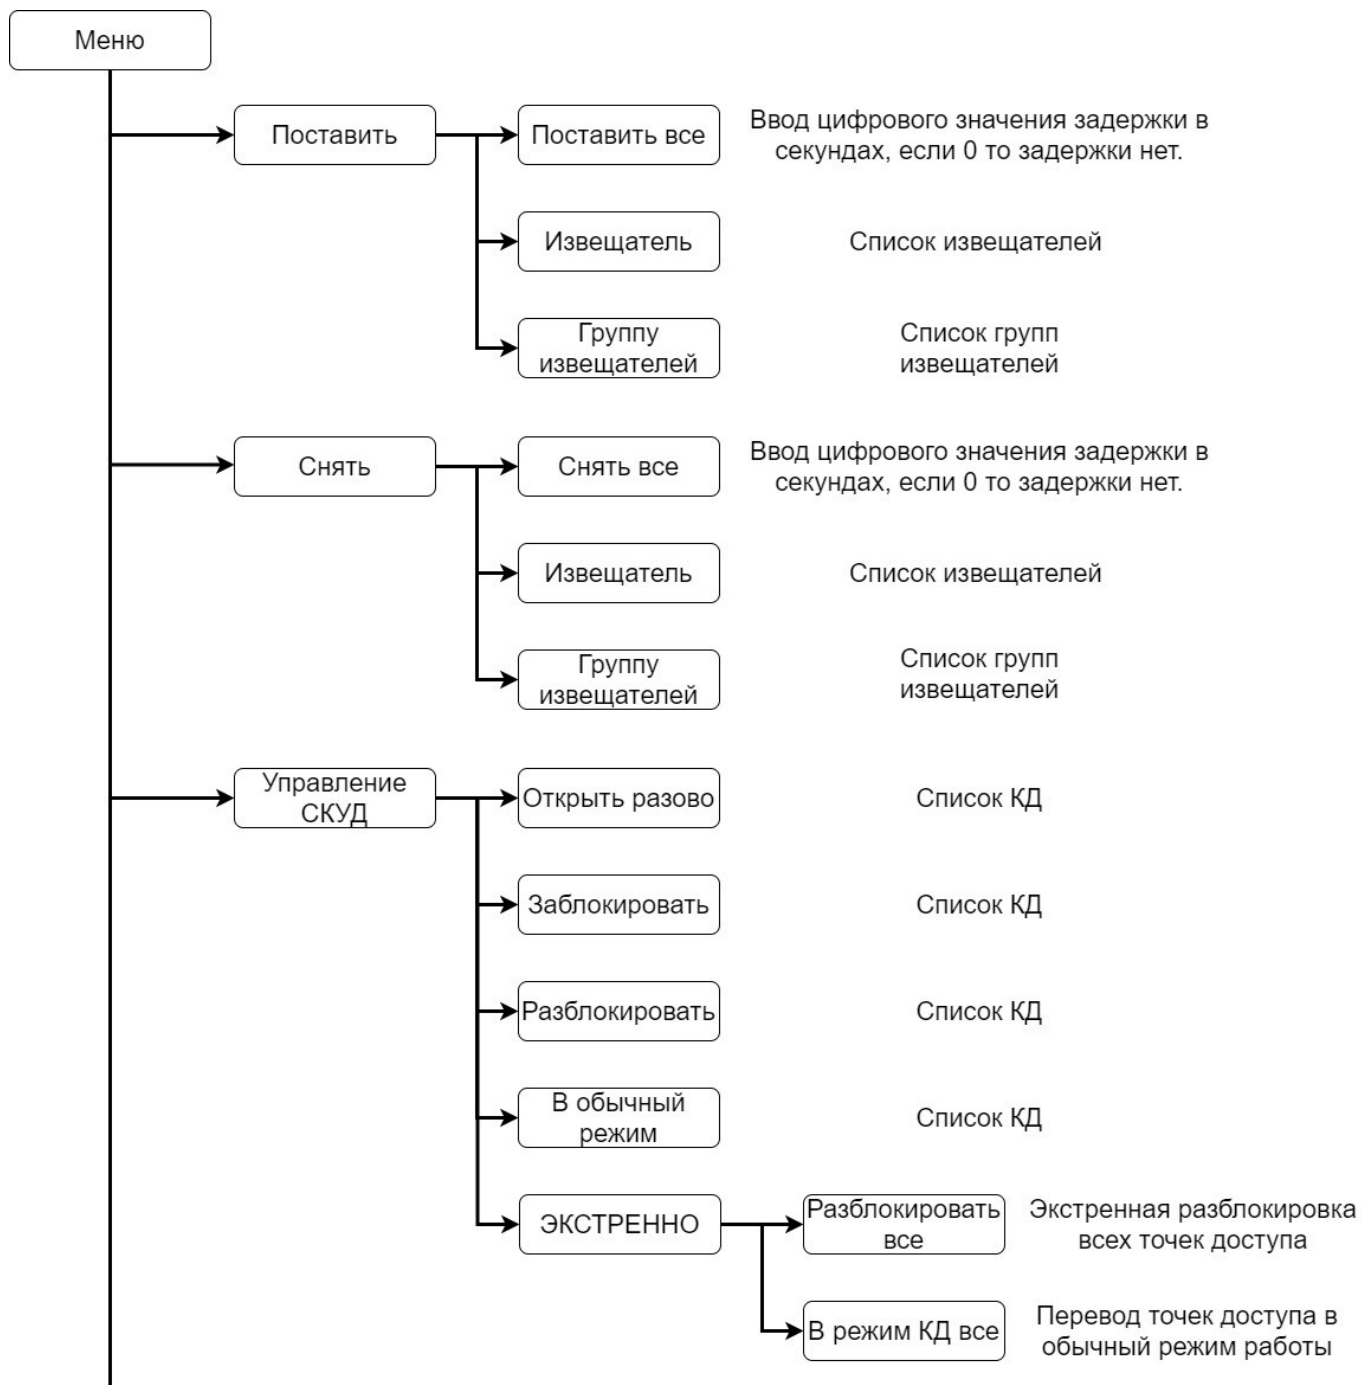 Меню
Поставить
Поставить все
Ввод цифрового значения задержки в
секундах, если 0 то задержки нет.
Извещатель
Список извещателей
Группу
извещателей
Список групп
извещателей
Снять
Снять все
Ввод цифрового значения задержки в
секундах, если 0 то задержки нет.
Извещатель
Список извещателей
Группу
извещателей
Список групп
извещателей
Управление
СКУД
Открыть разово
Список КД
Заблокировать
Список КД
Разблокировать
Список КД
В обычный
режим
Список КД
ЭКСТРЕННО
Разблокировать
все
Экстренная разблокировка
всех точек доступа
В режим КД все
Перевод точек доступа в
обычный режим работы